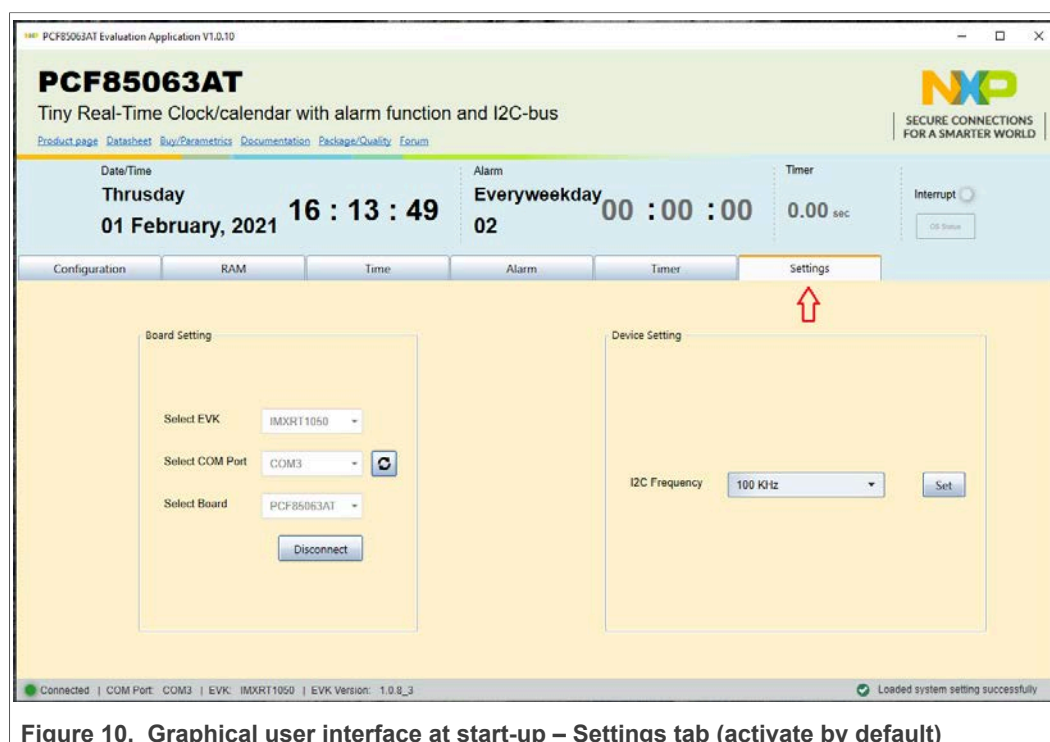 PCF85063AT Evaluation Application V1.0.10
PCF85063AT
Tiny Real-Time Clock/calendar with alarm function and I2C-bus
Product page Datasheet Buy/Parametrics Documentation Package/Quality Forum
NXP
SECURE CONNECTIONS
FOR A SMARTER WORLD
Date/Time
Thrusday
01 February, 2021
16 : 13 : 49
Alarm
Everyweekday
02
00 :00 :00
Timer
0.00 sec
Interrupt
OS Status
Configuration RAM Time Alarm Timer Settings
Board Setting
Select EVK IMXRT1050
Select COM Port COM3
Select Board PCF85063AT
Disconnect
Device Setting
I2C Frequency 100 KHz Set
Connected | COM Port: COM3 | EVK: IMXRT1050 | EVK Version: 1.0.8_3
Loaded system setting successfully
Figure 10. Graphical user interface at start-up – Settings tab (activate by default)